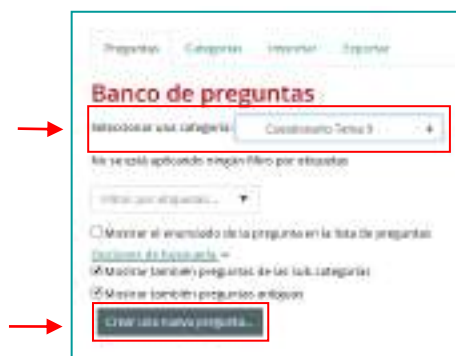 Preguntas Categorías Importar Exportar
Banco de preguntas
Seleccionar una categoría: Cuestionario Tema 9
No se está aplicando ningún filtro por etiquetas
Filtrar por etiquetas...
Mostrar el enunciado de la pregunta en la lista de preguntas
Opciones de búsqueda
Mostrar también preguntas de las sub-categorías
Mostrar también preguntas antiguas
Crear una nueva pregunta...